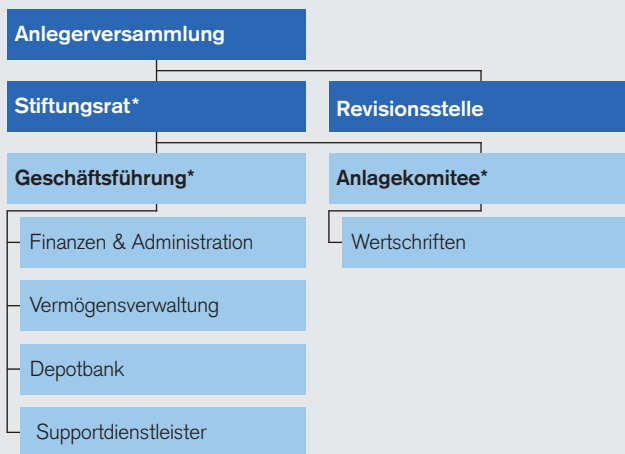 Anlegerversammlung
Stiftungsrat*
Revisionsstelle
Geschäftsführung*
Anlagekomitee*
Finanzen & Administration
Wertschriften
Vermögensverwaltung
Depotbank
Supportdienstleister